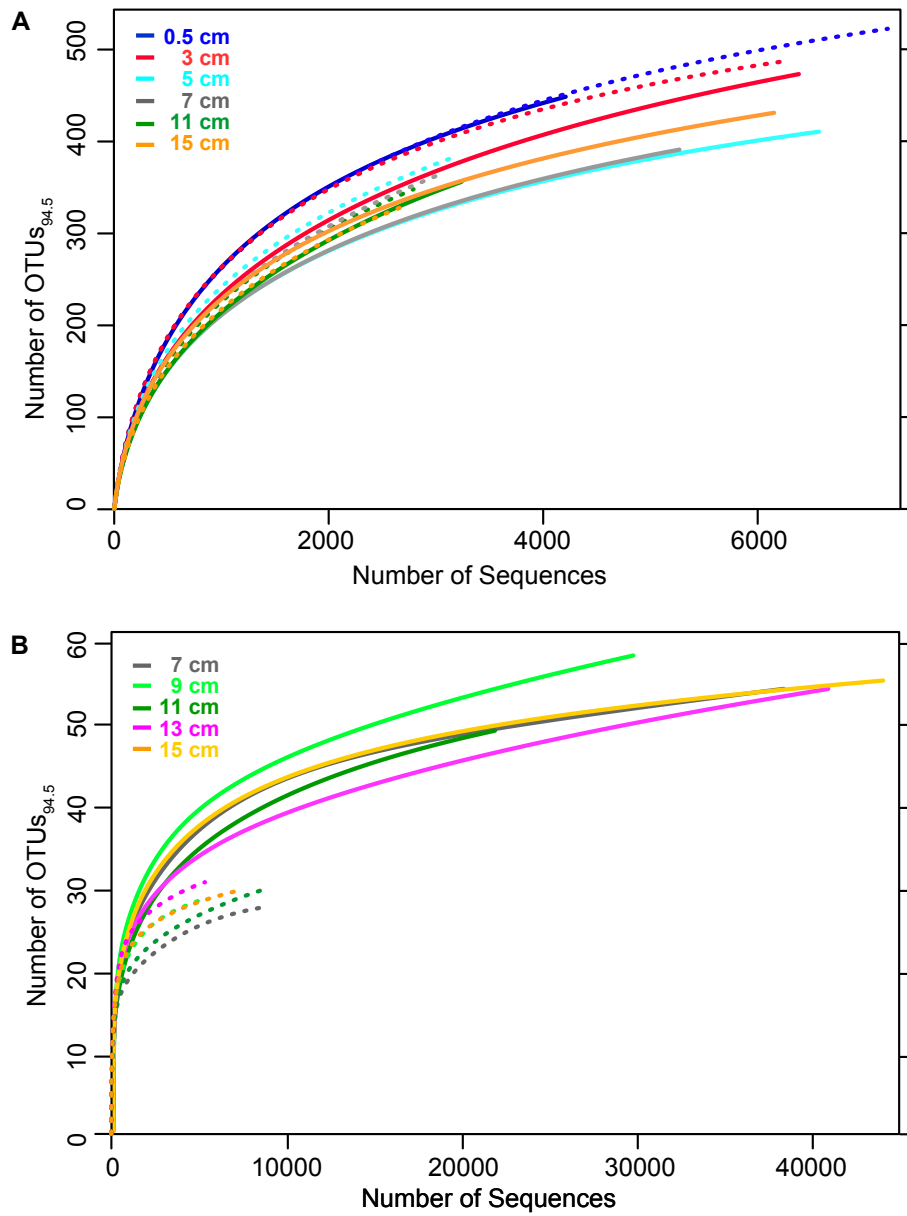 A
0.5 cm
3 cm
5 cm
7 cm
11 cm
15 cm
0
100
200
300
400
500
Number of OTUs94.5
0 2000 4000 6000
Number of Sequences
B
7 cm
9 cm
11 cm
13 cm
15 cm
0
10
20
30
40
50
60
Number of OTUs94.5
0 10000 20000 30000 40000
Number of Sequences